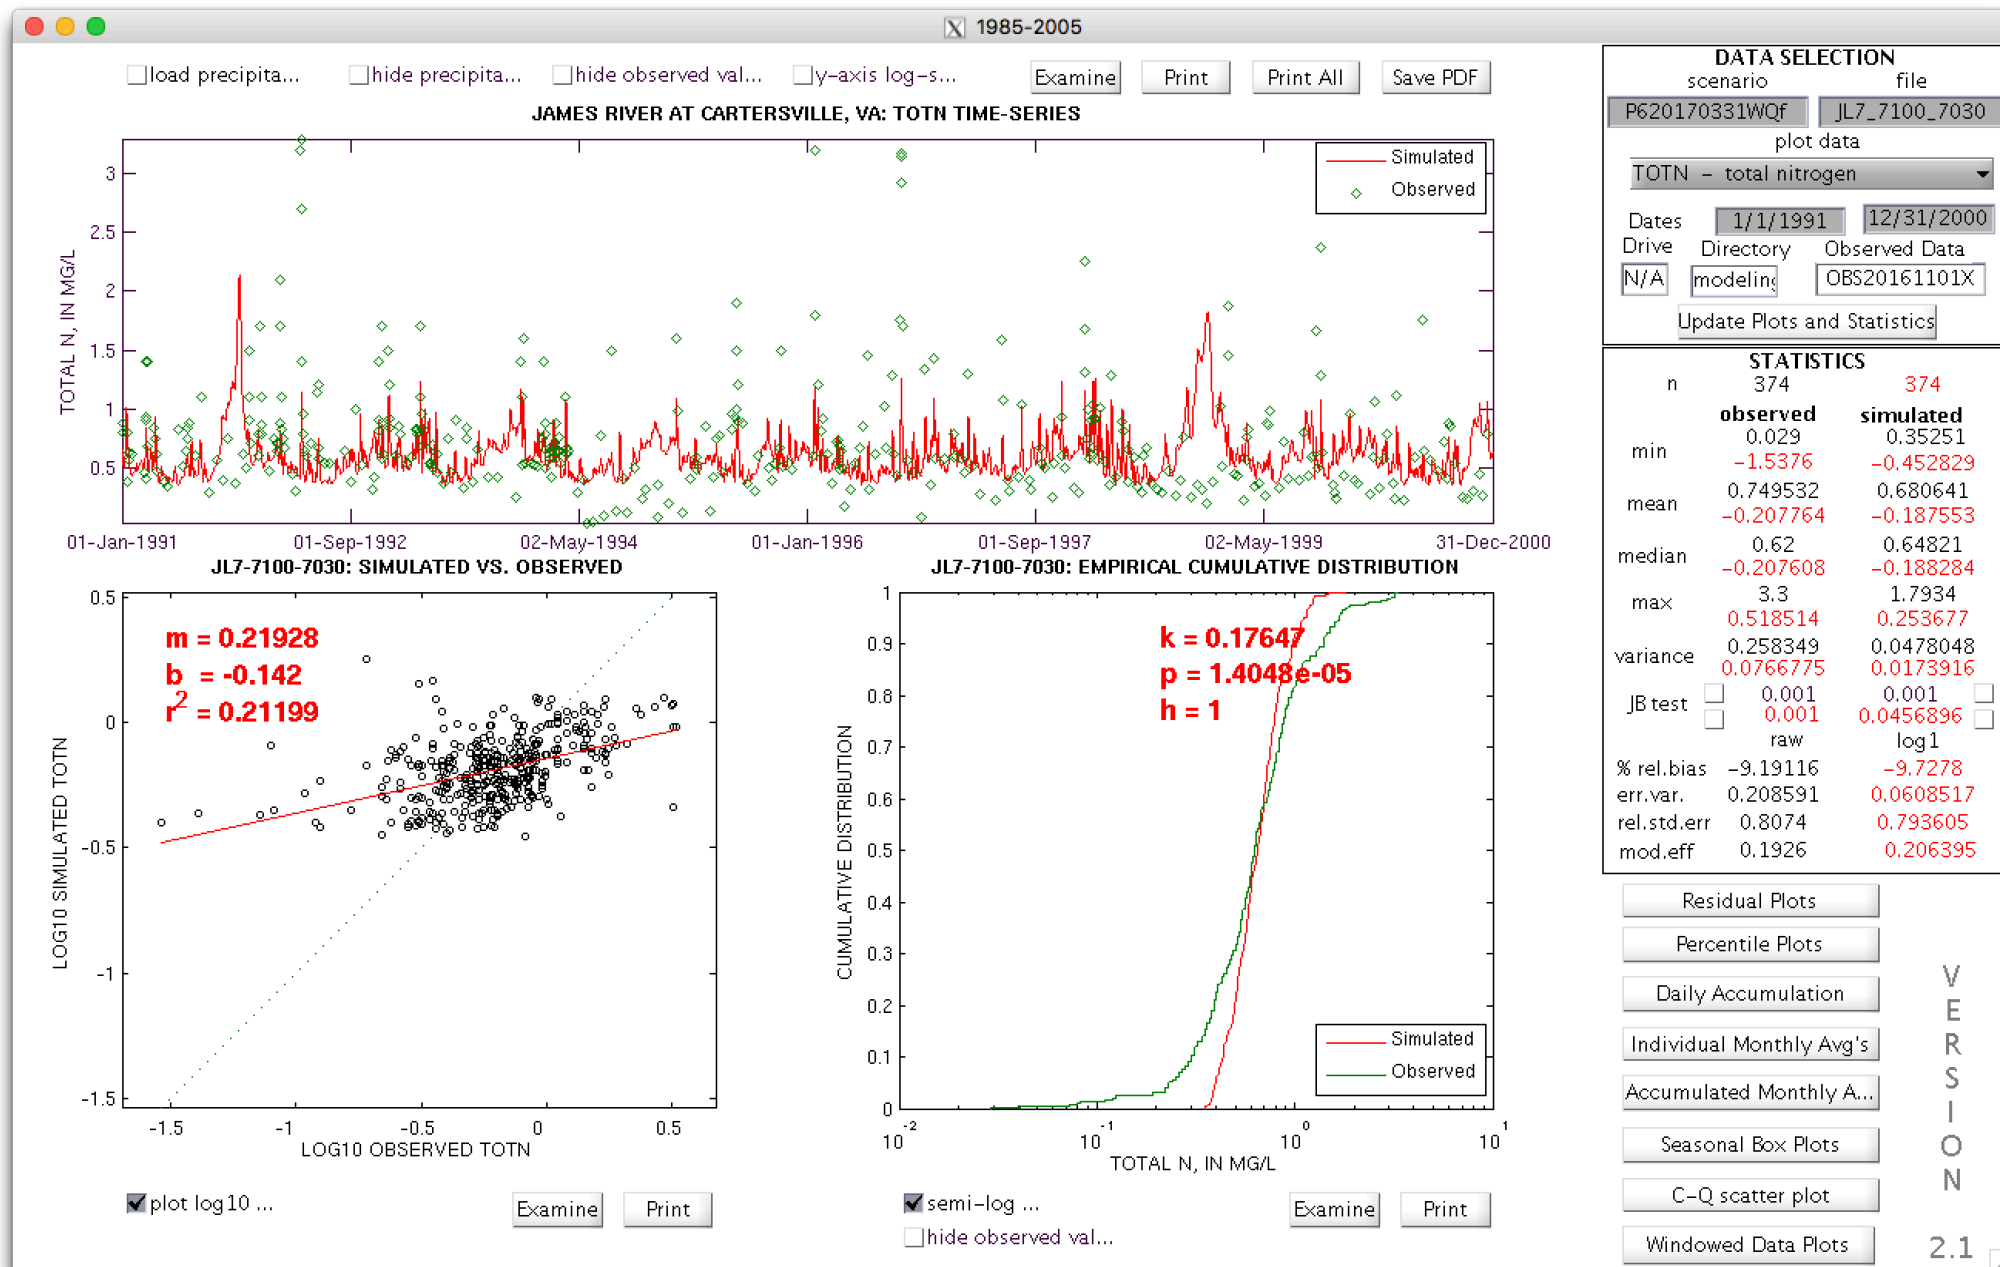 1985-2005
load precipita... hide precipita... hide observed val... y-axis log-s... Examine Print Print All Save PDF
JAMES RIVER AT CARTERSVILLE, VA: TOTN TIME-SERIES
TOTAL N, IN MG/L
3
2.5
2
1.5
1
0.5
Simulated
Observed
01-Jan-1991 01-Sep-1992 02-May-1994 01-Jan-1996 01-Sep-1997 02-May-1999 31-Dec-2000
JL7-7100-7030: SIMULATED VS. OBSERVED
m = 0.21928
b = -0.142
r2 = 0.21199
LOG10 SIMULATED TOTN
0.5
0
-0.5
-1
-1.5
-1.5 -1 -0.5 0 0.5
LOG10 OBSERVED TOTN
plot log10 ... Examine Print
JL7-7100-7030: EMPIRICAL CUMULATIVE DISTRIBUTION
k = 0.17647
p = 1.4048e-05
h = 1
CUMULATIVE DISTRIBUTION
1
0.9
0.8
0.7
0.6
0.5
0.4
0.3
0.2
0.1
0
Simulated
Observed
10-2 10-1 100 101
TOTAL N, IN MG/L
semi-log ... Examine Print
hide observed val...
DATA SELECTION
scenario file
P620170331WQf JL7_7100_7030
plot data
TOTN - total nitrogen
Dates 1/1/1991 12/31/2000
Drive Directory Observed Data
N/A modeling OBS20161101X
Update Plots and Statistics
STATISTICS
n 374 374
observed simulated
min 0.029 0.35251
-1.5376 -0.452829
mean 0.749532 0.680641
-0.207764 -0.187553
median 0.62 0.64821
-0.207608 -0.188284
max 3.3 1.7934
0.518514 0.253677
variance 0.258349 0.0478048
0.0766775 0.0173916
JB test 0.001 0.001
0.001 0.0456896
raw log1
% rel.bias -9.19116 -9.7278
err.var. 0.208591 0.0608517
rel.std.err 0.8074 0.793605
mod.eff 0.1926 0.206395
Residual Plots
Percentile Plots
Daily Accumulation
Individual Monthly Avg's
Accumulated Monthly A...
Seasonal Box Plots
C-Q scatter plot
Windowed Data Plots
VERSION
2.1